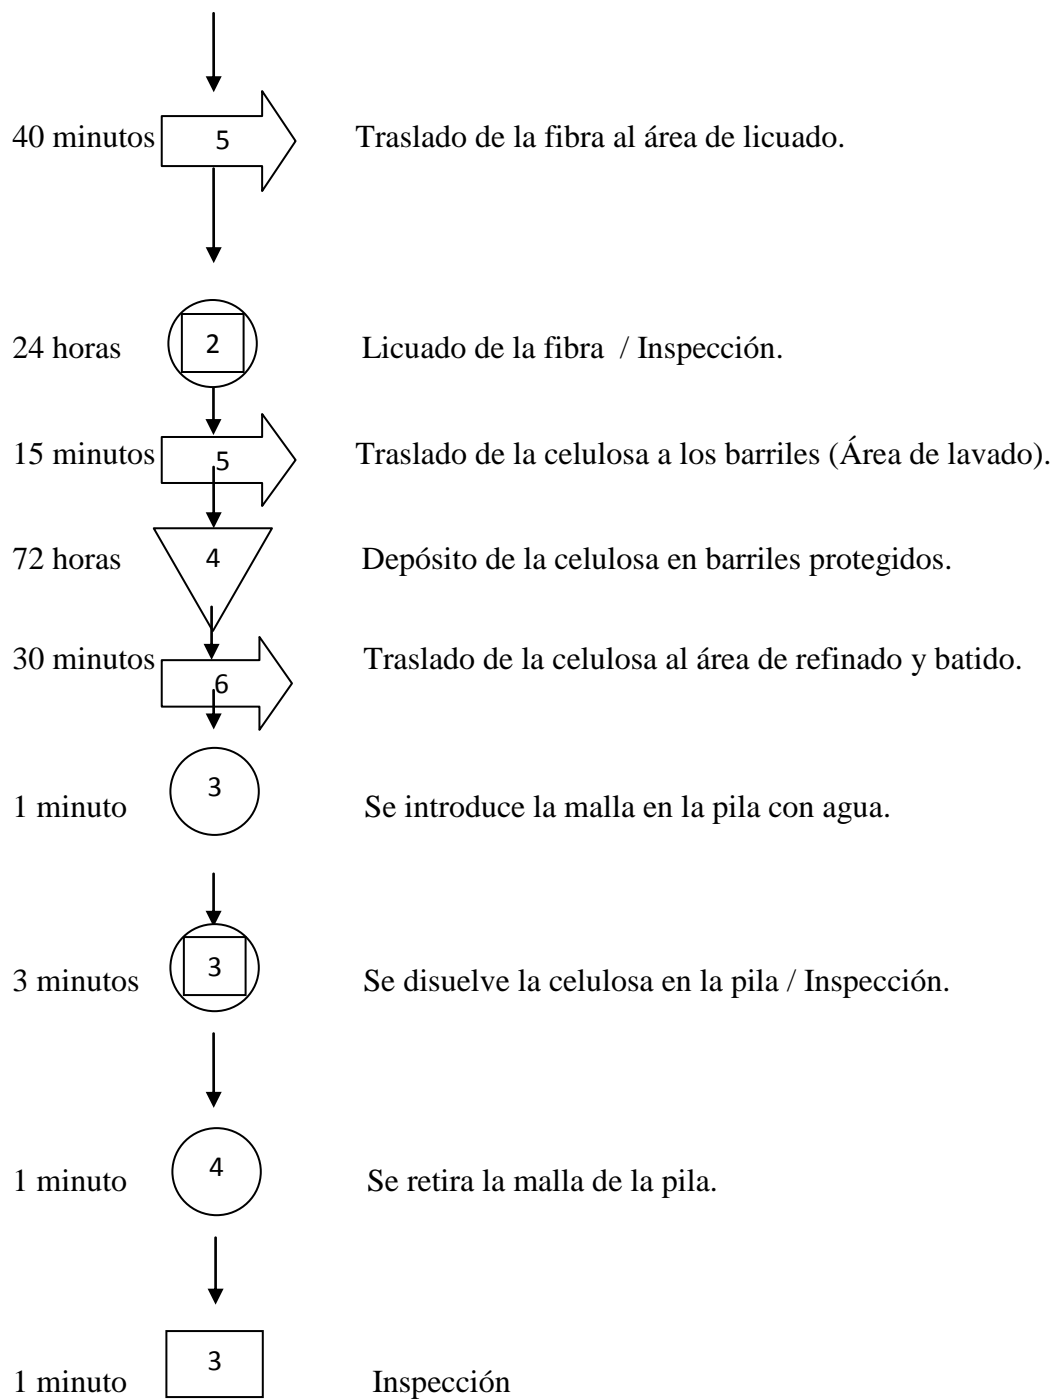 40 minutos 5 Traslado de la fibra al área de licuado.
24 horas 2 Licuado de la fibra / Inspección.
15 minutos 5 Traslado de la celulosa a los barriles (Área de lavado).
72 horas 4 Depósito de la celulosa en barriles protegidos.
30 minutos 6 Traslado de la celulosa al área de refinado y batido.
1 minuto 3 Se introduce la malla en la pila con agua.
3 minutos 3 Se disuelve la celulosa en la pila / Inspección.
1 minuto 4 Se retira la malla de la pila.
1 minuto 3 Inspección